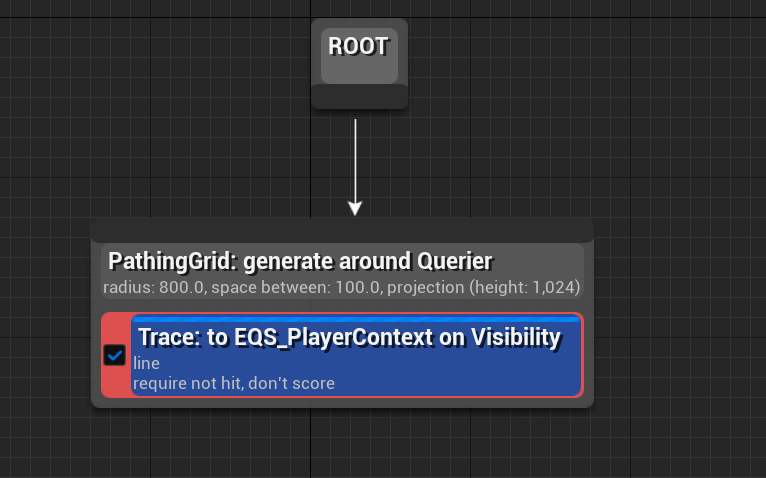 ROOT
PathingGrid: generate around Querier
radius: 800.0, space between: 100.0, projection (height: 1,024)
Trace: to EQS_PlayerContext on Visibility
line
require not hit, don't score